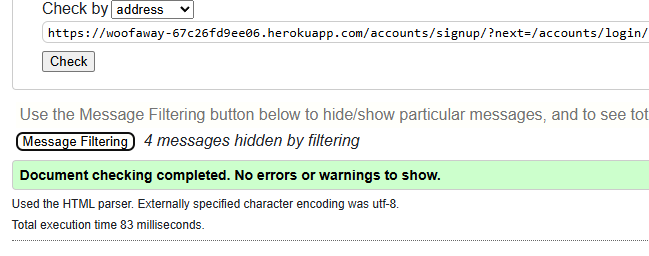 Check by address
https://woofaway-67c26fd9ee06.herokuapp.com/accounts/signup/?next=/accounts/login/
Check
Use the Message Filtering button below to hide/show particular messages, and to see tot
Message Filtering 4 messages hidden by filtering
Document checking completed. No errors or warnings to show.
Used the HTML parser. Externally specified character encoding was utf-8.
Total execution time 83 milliseconds.